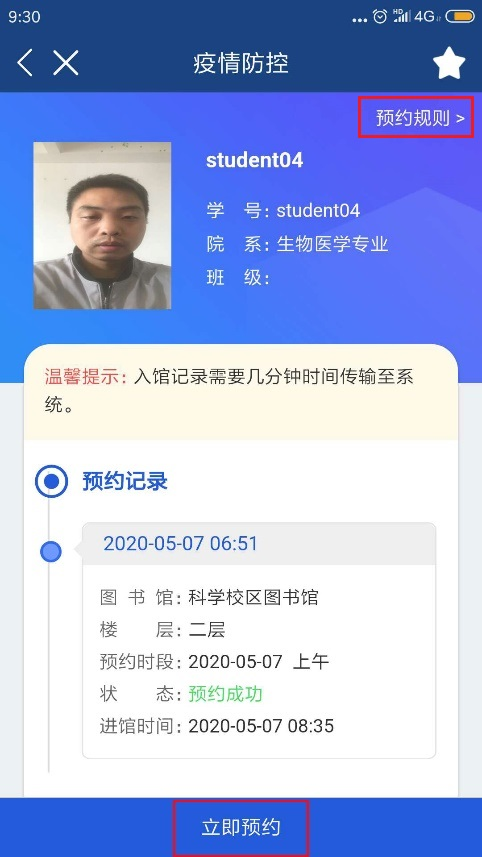 9:30
HD 4G
疫情防控
预约规则 >
student04
学 号: student04
院 系: 生物医学专业
班 级:
温馨提示: 入馆记录需要几分钟时间传输至系
统。
预约记录
2020-05-07 06:51
图 书 馆: 科学校区图书馆
楼 层: 二层
预约时段: 2020-05-07 上午
状 态: 预约成功
进馆时间: 2020-05-07 08:35
立即预约